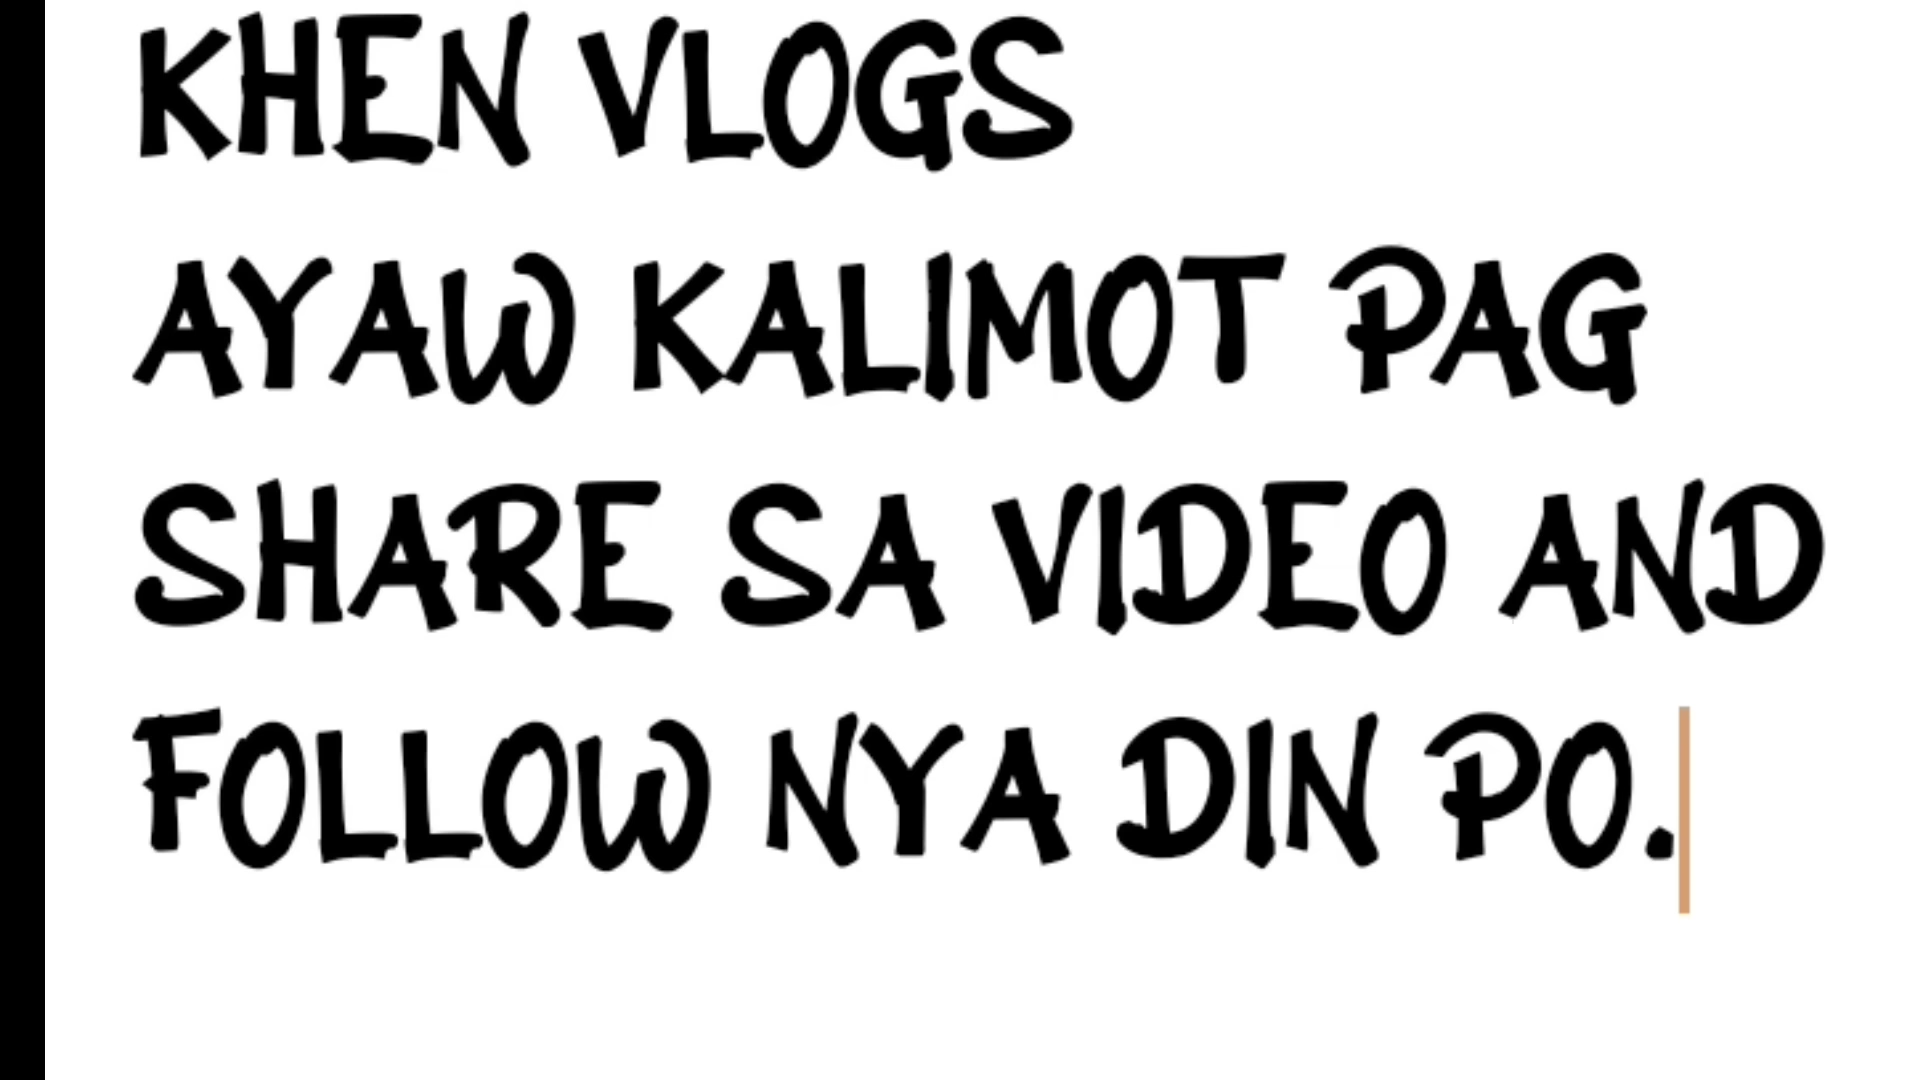 KHEN VLOGS
AYAW KALIMOT PAG
SHARE SA VIDEO AND
FOLLOW NYA DIN PO.